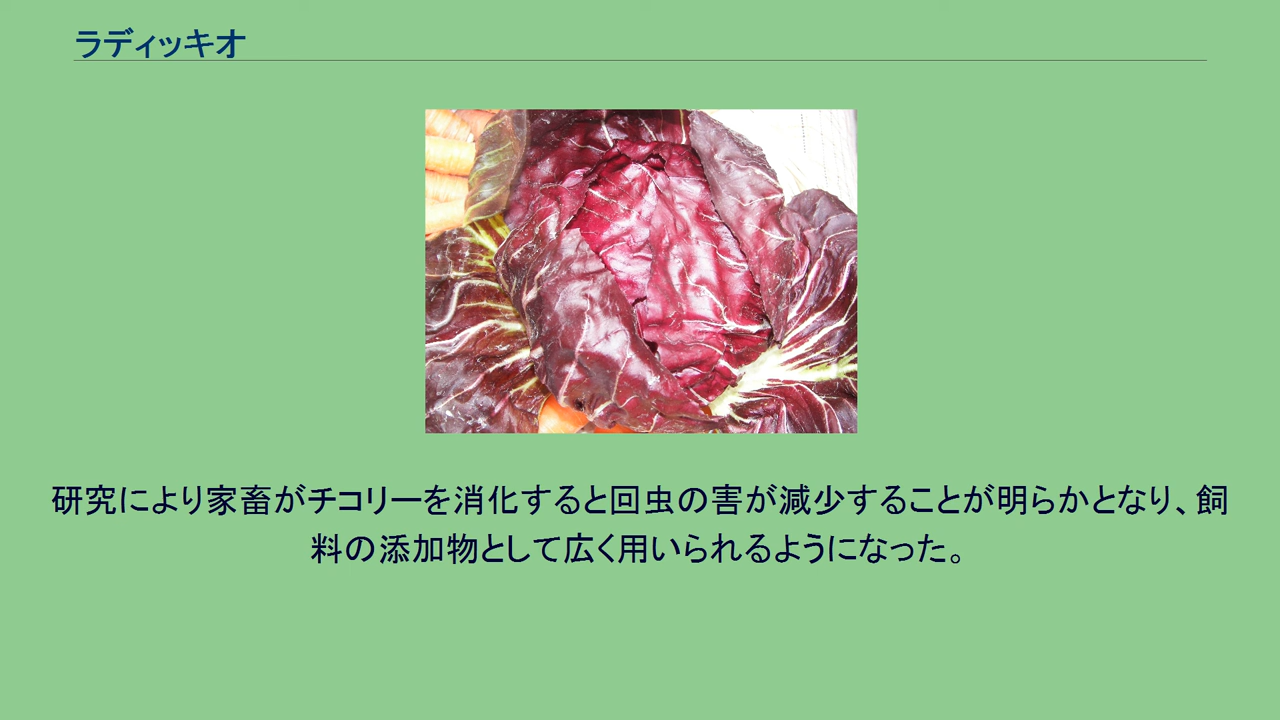 ラディッキオ
研究により家畜がチコリーを消化すると回虫の害が減少することが明らかとなり、飼
料の添加物として広く用いられるようになった。